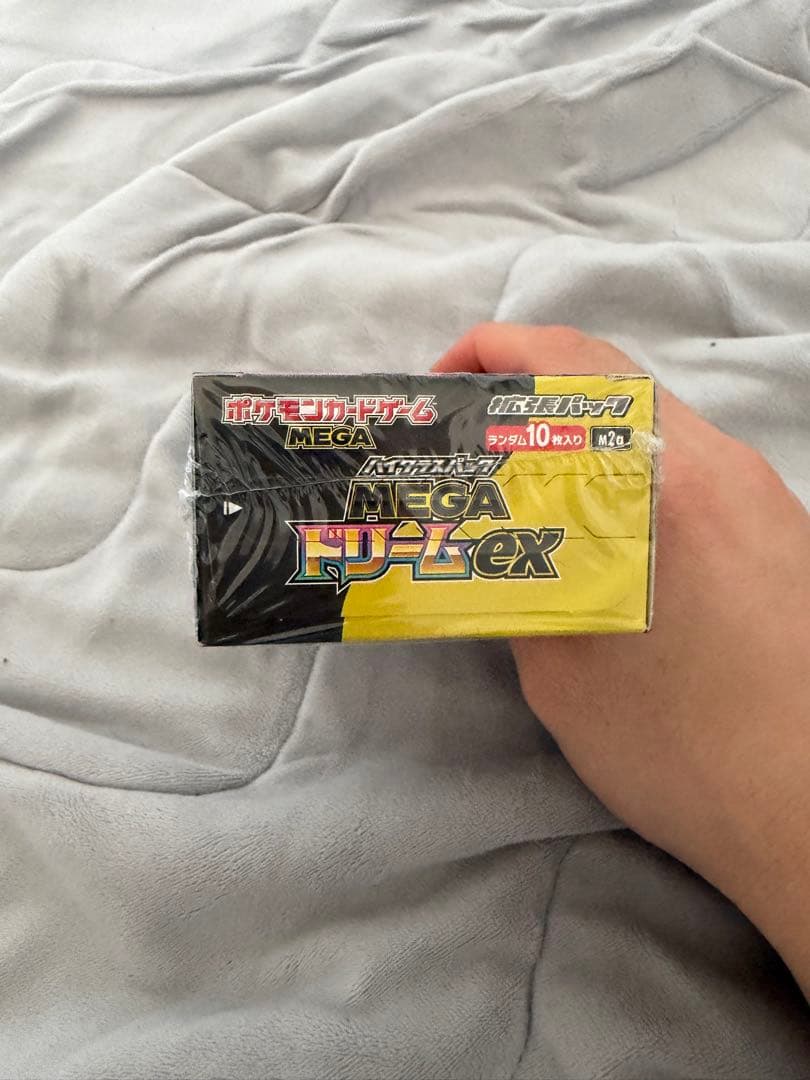 ポケモンカードゲーム
MEGA
拡張パック
ランダム10枚入り
M2a
ハイクラスパック
MEGA
ドリームex